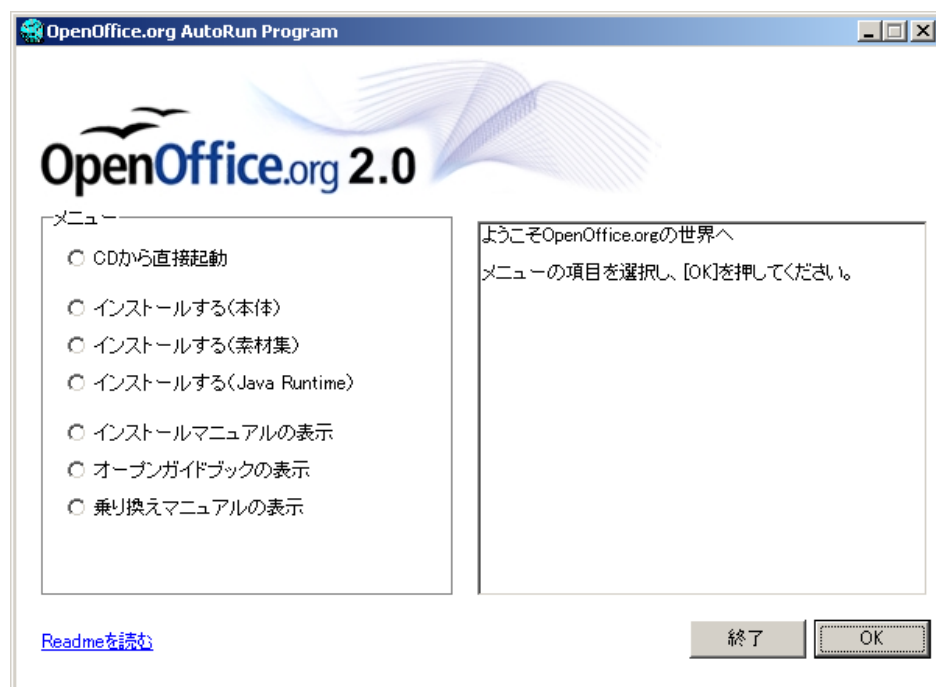 OpenOffice.org AutoRun Program
OpenOffice.org 2.0
メニュー
CDから直接起動
インストールする(本体)
インストールする(素材集)
インストールする(Java Runtime)
インストールマニュアルの表示
オープンガイドブックの表示
乗り換えマニュアルの表示
ようこそOpenOffice.orgの世界へ
メニューの項目を選択し、[OK]を押してください。
Readmeを読む
終了
OK